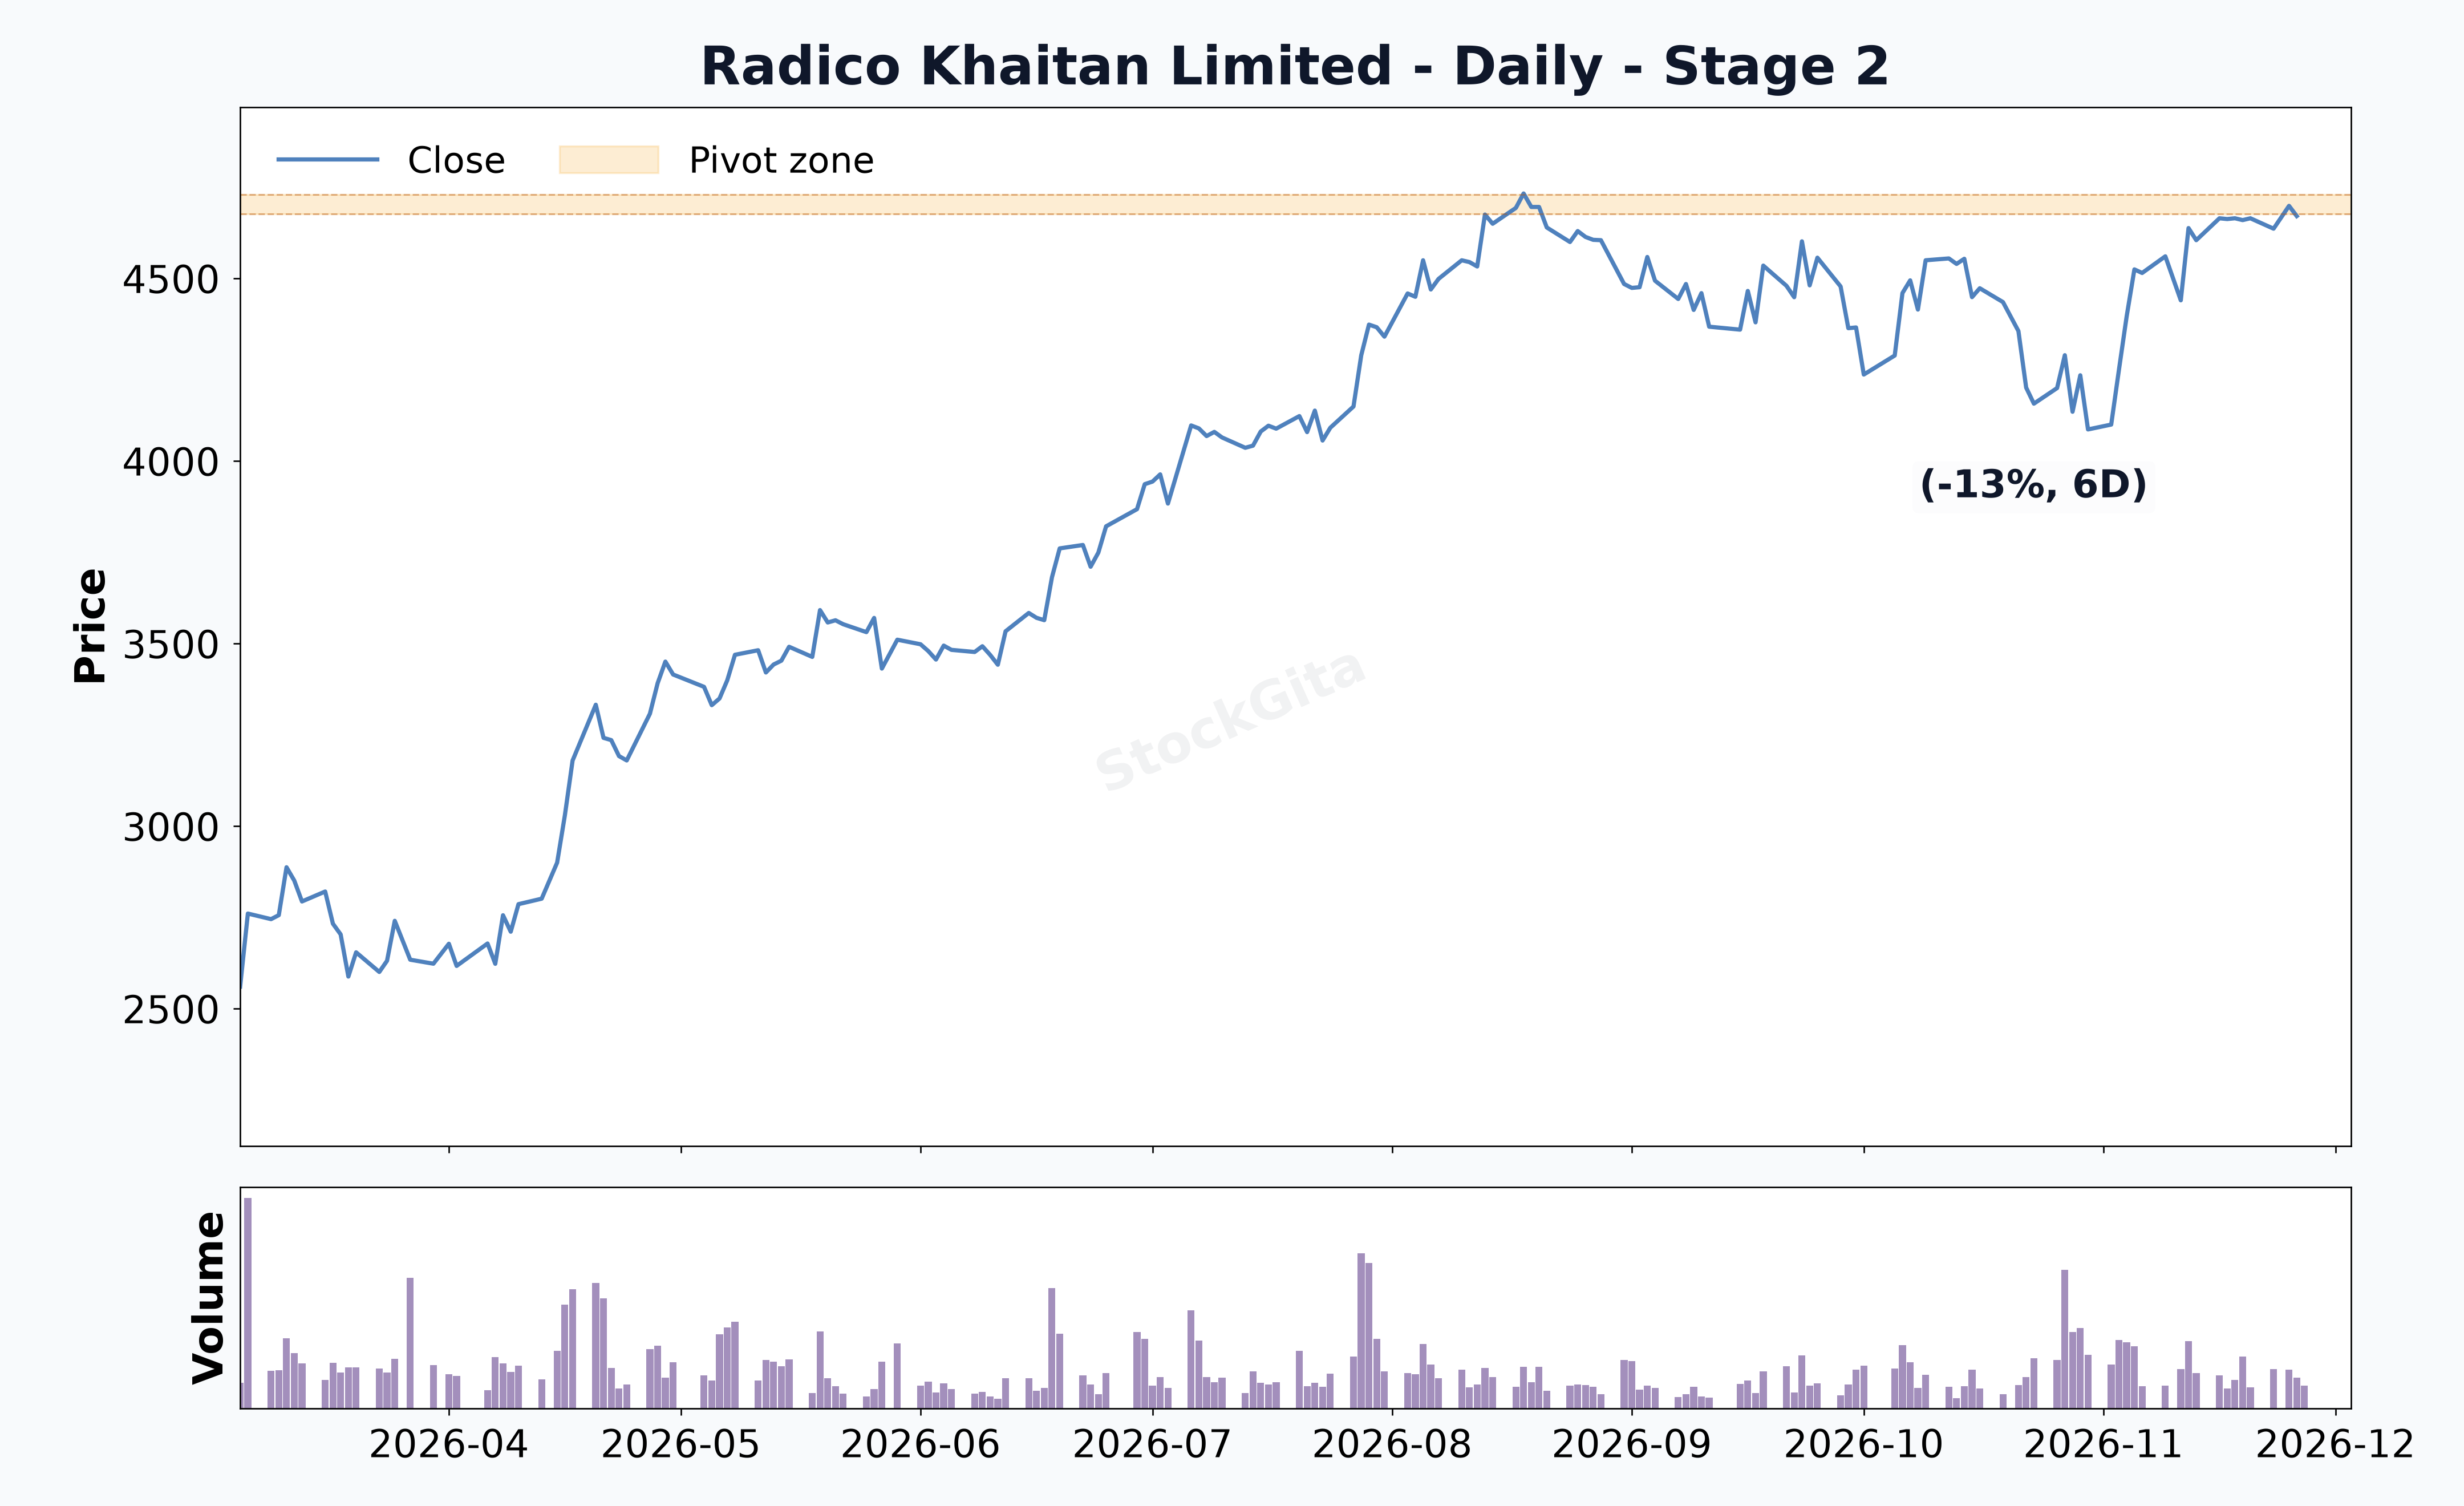 Radico Khaitan Limited - Daily - Stage 2
Close
Pivot zone
4500
4000
3500
3000
2500
Price
(-13%, 6D)
StockGita
Volume
2026-04
2026-05
2026-06
2026-07
2026-08
2026-09
2026-10
2026-11
2026-12